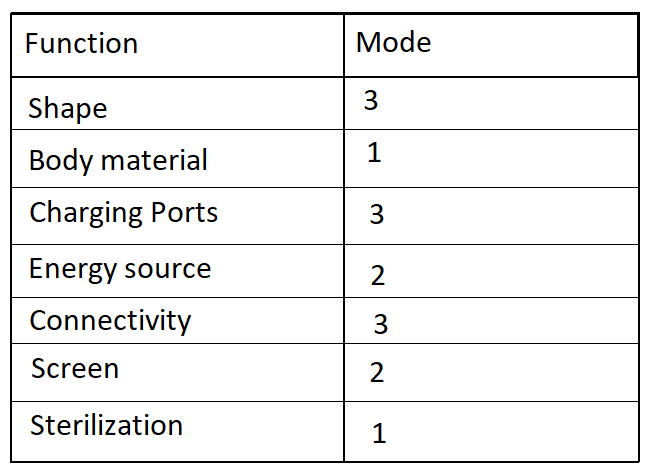 Function Mode
Shape 3
Body material 1
Charging Ports 3
Energy source 2
Connectivity 3
Screen 2
Sterilization 1